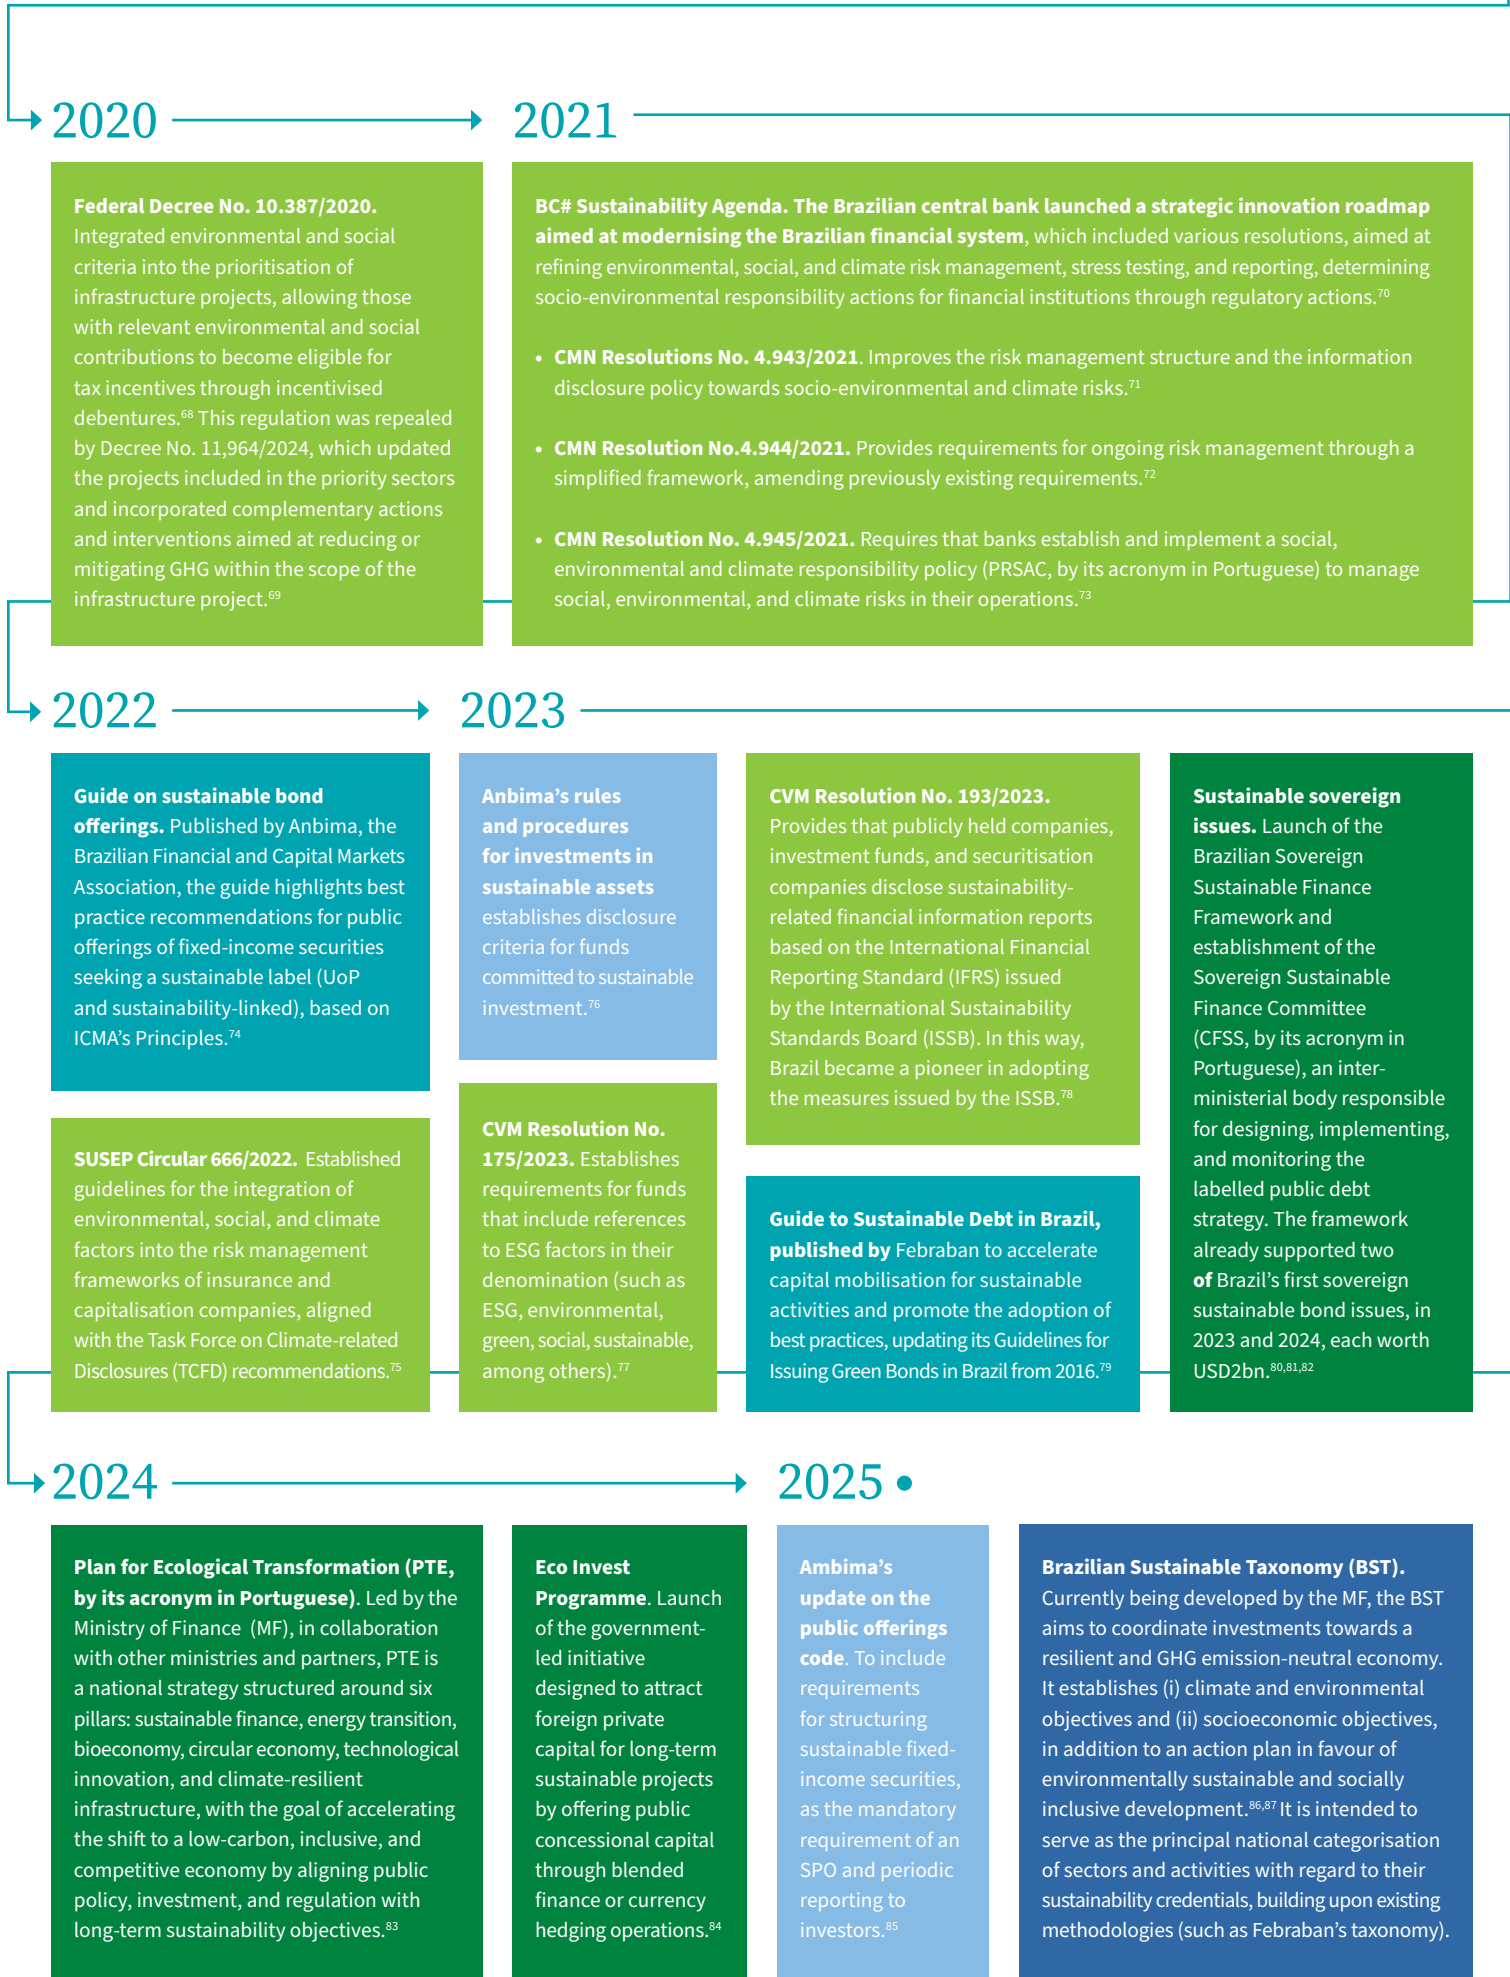 2020
Federal Decree No. 10.387/2020.
Integrated environmental and social
criteria into the prioritisation of
infrastructure projects, allowing those
with relevant environmental and social
contributions to become eligible for
tax incentives through incentivised
debentures.68 This regulation was repealed
by Decree No. 11,964/2024, which updated
the projects included in the priority sectors
and incorporated complementary actions
and interventions aimed at reducing or
mitigating GHG within the scope of the
infrastructure project.69
2021
BC# Sustainability Agenda. The Brazilian central bank launched a strategic innovation roadmap
aimed at modernising the Brazilian financial system, which included various resolutions, aimed at
refining environmental, social, and climate risk management, stress testing, and reporting, determining
socio-environmental responsibility actions for financial institutions through regulatory actions.70
• CMN Resolutions No. 4.943/2021. Improves the risk management structure and the information
disclosure policy towards socio-environmental and climate risks.71
• CMN Resolution No.4.944/2021. Provides requirements for ongoing risk management through a
simplified framework, amending previously existing requirements.72
• CMN Resolution No. 4.945/2021. Requires that banks establish and implement a social,
environmental and climate responsibility policy (PRSAC, by its acronym in Portuguese) to manage
social, environmental, and climate risks in their operations.73
2022
Guide on sustainable bond
offerings. Published by Anbima, the
Brazilian Financial and Capital Markets
Association, the guide highlights best
practice recommendations for public
offerings of fixed-income securities
seeking a sustainable label (UoP
and sustainability-linked), based on
ICMA's Principles.74
SUSEP Circular 666/2022. Established
guidelines for the integration of
environmental, social, and climate
factors into the risk management
frameworks of insurance and
capitalisation companies, aligned
with the Task Force on Climate-related
Disclosures (TCFD) recommendations.75
2023
Anbima's rules
and procedures
for investments in
sustainable assets
establishes disclosure
criteria for funds
committed to sustainable
investment.76
CVM Resolution No.
175/2023. Establishes
requirements for funds
that include references
to ESG factors in their
denomination (such as
ESG, environmental,
green, social, sustainable,
among others).77
CVM Resolution No. 193/2023.
Provides that publicly held companies,
investment funds, and securitisation
companies disclose sustainability-
related financial information reports
based on the International Financial
Reporting Standard (IFRS) issued
by the International Sustainability
Standards Board (ISSB). In this way,
Brazil became a pioneer in adopting
the measures issued by the ISSB.78
Guide to Sustainable Debt in Brazil,
published by Febraban to accelerate
capital mobilisation for sustainable
activities and promote the adoption of
best practices, updating its Guidelines for
Issuing Green Bonds in Brazil from 2016.79
Sustainable sovereign
issues. Launch of the
Brazilian Sovereign
Sustainable Finance
Framework and
establishment of the
Sovereign Sustainable
Finance Committee
(CFSS, by its acronym in
Portuguese), an inter-
ministerial body responsible
for designing, implementing,
and monitoring the
labelled public debt
strategy. The framework
already supported two
of Brazil's first sovereign
sustainable bond issues, in
2023 and 2024, each worth
USD2bn.80,81,82
2024
Plan for Ecological Transformation (PTE,
by its acronym in Portuguese). Led by the
Ministry of Finance (MF), in collaboration
with other ministries and partners, PTE is
a national strategy structured around six
pillars: sustainable finance, energy transition,
bioeconomy, circular economy, technological
innovation, and climate-resilient
infrastructure, with the goal of accelerating
the shift to a low-carbon, inclusive, and
competitive economy by aligning public
policy, investment, and regulation with
long-term sustainability objectives.83
Eco Invest
Programme. Launch
of the government-
led initiative
designed to attract
foreign private
capital for long-term
sustainable projects
by offering public
concessional capital
through blended
finance or currency
hedging operations.84
2025
Ambima's
update on the
public offerings
code. To include
requirements
for structuring
sustainable fixed-
income securities,
as the mandatory
requirement of an
SPO and periodic
reporting to
investors.85
Brazilian Sustainable Taxonomy (BST).
Currently being developed by the MF, the BST
aims to coordinate investments towards a
resilient and GHG emission-neutral economy.
It establishes (i) climate and environmental
objectives and (ii) socioeconomic objectives,
in addition to an action plan in favour of
environmentally sustainable and socially
inclusive development.86,87 It is intended to
serve as the principal national categorisation
of sectors and activities with regard to their
sustainability credentials, building upon existing
methodologies (such as Febraban's taxonomy).